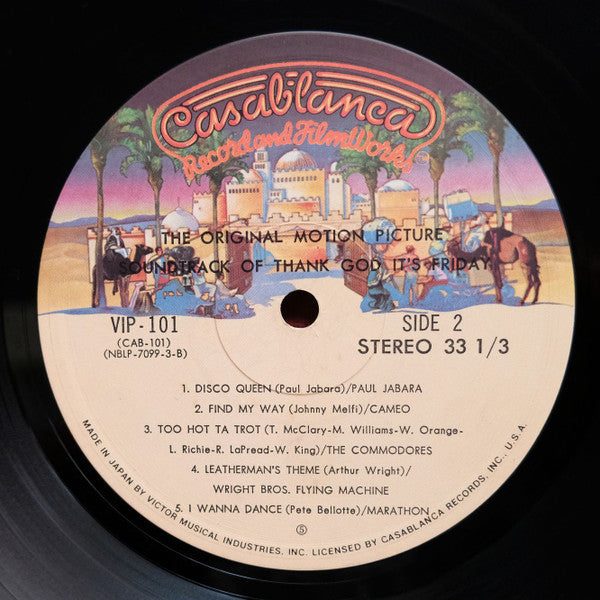 Casablanca
Record and FilmWorks
THE ORIGINAL MOTION PICTURE
SOUNDTRACK OF THANK GOD IT'S FRIDAY
VIP-101
(CAB-101)
(NBLP-7099-3-B)
SIDE 2
STEREO 33 1/3
1. DISCO QUEEN (Paul Jabara)/PAUL JABARA
2. FIND MY WAY (Johnny Melfi)/CAMEO
3. TOO HOT TA TROT (T. McClary-M. Williams-W. Orange-
L. Richie-R. LaPread-W. King)/THE COMMODORES
4. LEATHERMAN'S THEME (Arthur Wright)/
WRIGHT BROS. FLYING MACHINE
5. I WANNA DANCE (Pete Bellotte)/MARATHON
⑤
MADE IN JAPAN BY VICTOR MUSICAL INDUSTRIES, INC. LICENSED BY CASABLANCA RECORDS, INC., U.S.A.